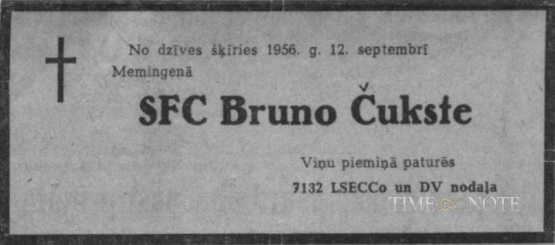 No dzīves šķīries 1956. g. 12. septembrī
Memingenā
SFC Bruno Čukste
Viņu piemiņā paturēs
7132 LSECCo un DV nodaļa
TIME NOTE